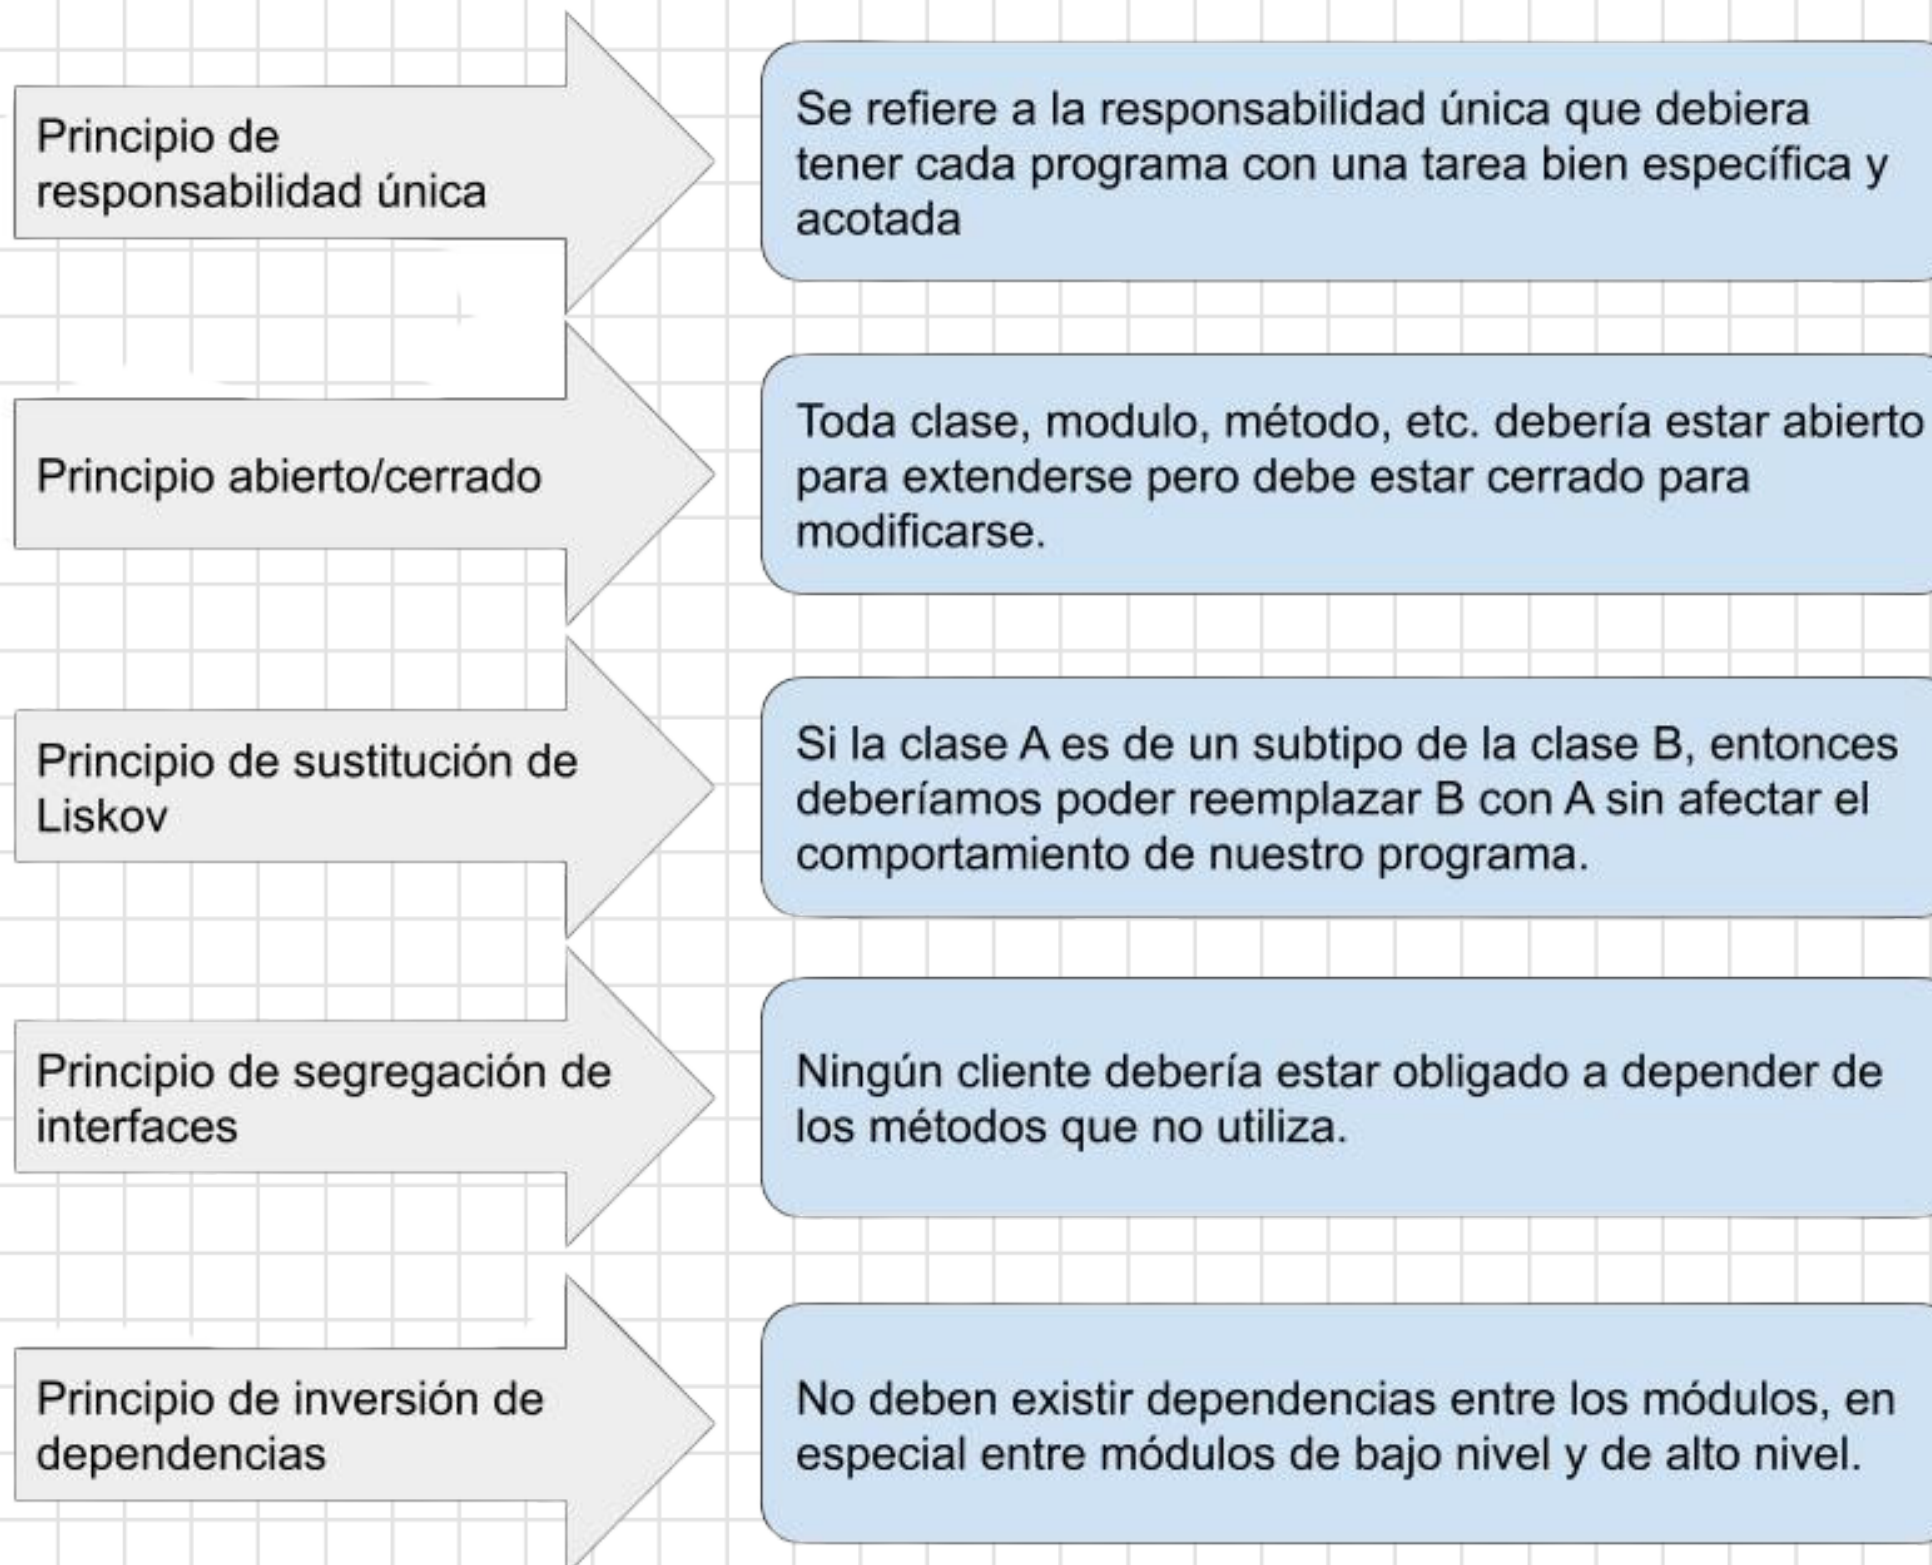 Principio de
responsabilidad única
Se refiere a la responsabilidad única que debiera
tener cada programa con una tarea bien específica y
acotada
Principio abierto/cerrado
Toda clase, modulo, método, etc. debería estar abierto
para extenderse pero debe estar cerrado para
modificarse.
Principio de sustitución de
Liskov
Si la clase A es de un subtipo de la clase B, entonces
deberíamos poder reemplazar B con A sin afectar el
comportamiento de nuestro programa.
Principio de segregación de
interfaces
Ningún cliente debería estar obligado a depender de
los métodos que no utiliza.
Principio de inversión de
dependencias
No deben existir dependencias entre los módulos, en
especial entre módulos de bajo nivel y de alto nivel.